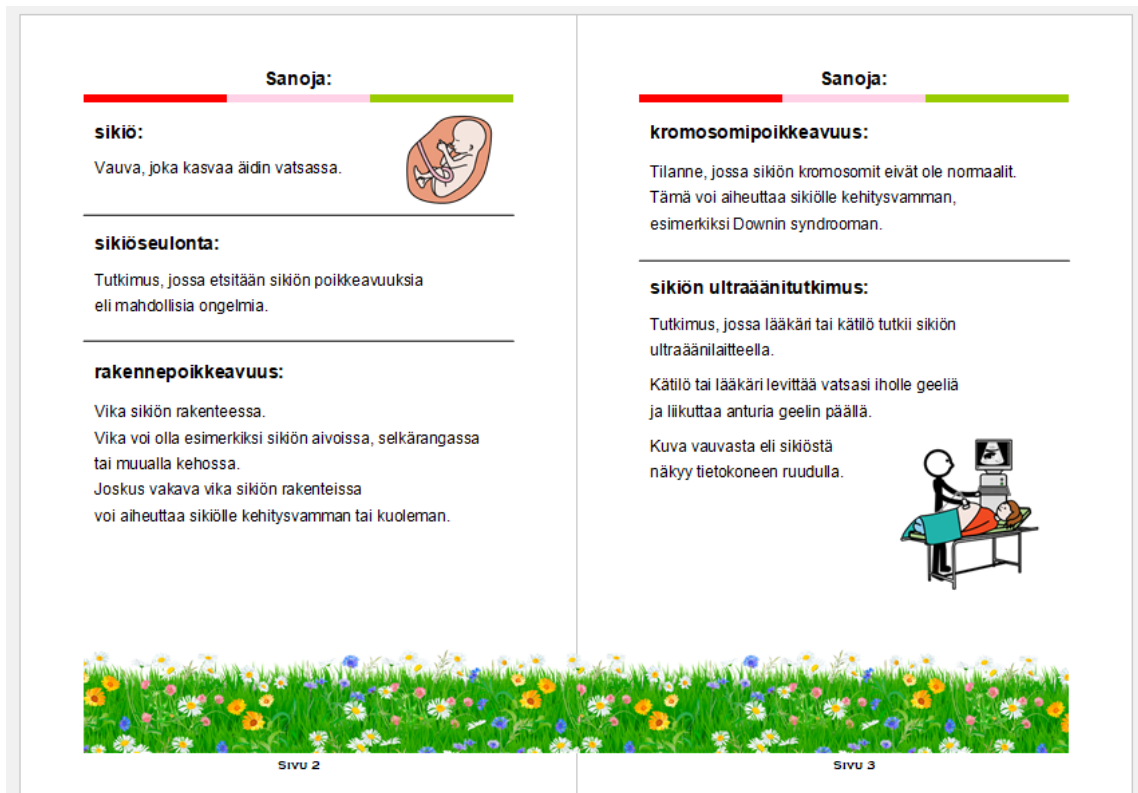 Sanoja:
sikiö:
Vauva, joka kasvaa äidin vatsassa.
sikiöseulonta:
Tutkimus, jossa etsitään sikiön poikkeavuuksia
eli mahdollisia ongelmia.
rakennepoikkeavuus:
Vika sikiön rakenteessa.
Vika voi olla esimerkiksi sikiön aivoissa, selkärangassa
tai muualla kehossa.
Joskus vakava vika sikiön rakenteissa
voi aiheuttaa sikiölle kehitysvamman tai kuoleman.
Sivu 2
Sanoja:
kromosomipoikkeavuus:
Tilanne, jossa sikiön kromosomit eivät ole normaalit.
Tämä voi aiheuttaa sikiölle kehitysvamman,
esimerkiksi Downin syndrooman.
sikiön ultraäänitutkimus:
Tutkimus, jossa lääkäri tai kätilö tutkii sikiön
ultraäänilaitteella.
Kätilö tai lääkäri levittää vatsasi iholle geeliä
ja liikuttaa anturia geelin päällä.
Kuva vauvasta eli sikiöstä
näkyy tietokoneen ruudulla.
Sivu 3